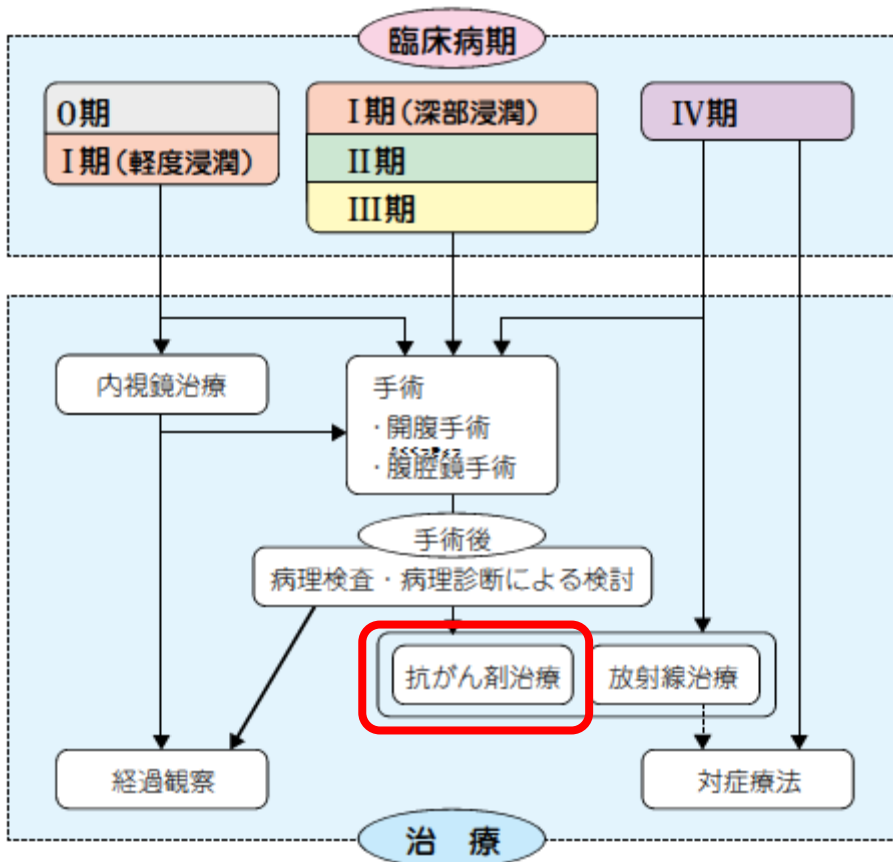 臨床病期
0期
I期(軽度浸潤)
I期(深部浸潤)
II期
III期
IV期
内視鏡治療
手術
・開腹手術
・腹腔鏡手術
手術後
病理検査・病理診断による検討
抗がん剤治療
放射線治療
経過観察
対症療法
治 療